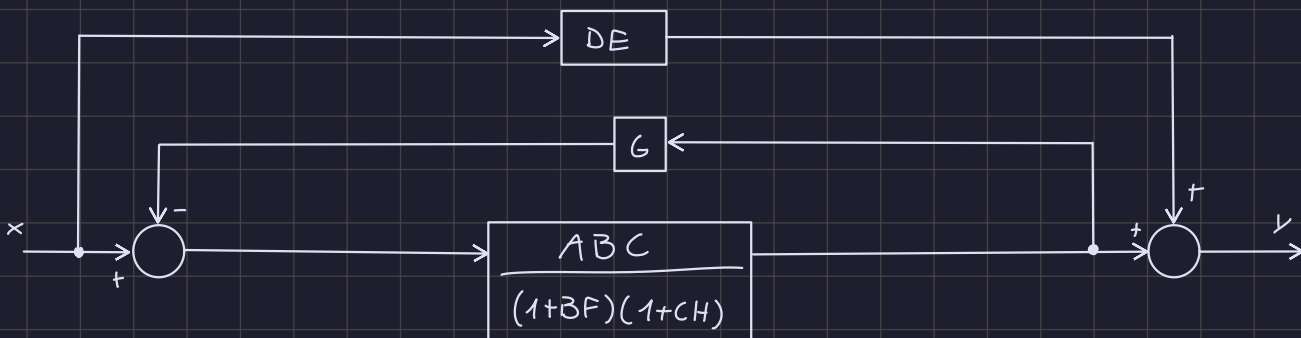 DE
G
-
+
x
+
y
+
ABC
(1+BF)(1+CH)